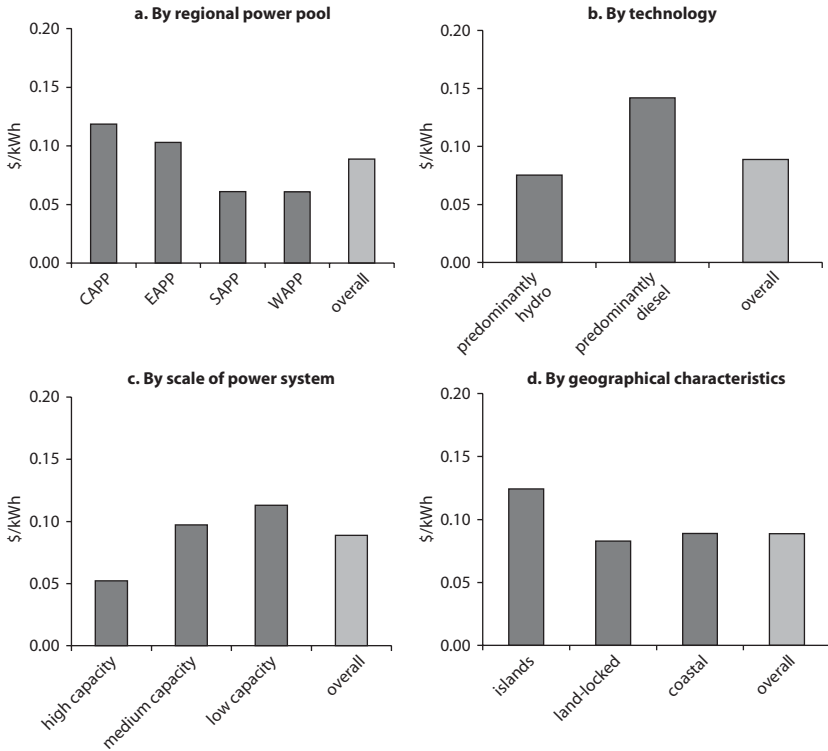 a. By regional power pool
0.20
0.15
0.10
0.05
0.00
$/kWh
CAPP
EAPP
SAPP
WAPP
overall
b. By technology
0.20
0.15
0.10
0.05
0.00
$/kWh
predominantly
hydro
predominantly
diesel
overall
c. By scale of power system
0.20
0.15
0.10
0.05
0.00
$/kWh
high capacity
medium capacity
low capacity
overall
d. By geographical characteristics
0.20
0.15
0.10
0.05
0.00
$/kWh
islands
land-locked
coastal
overall